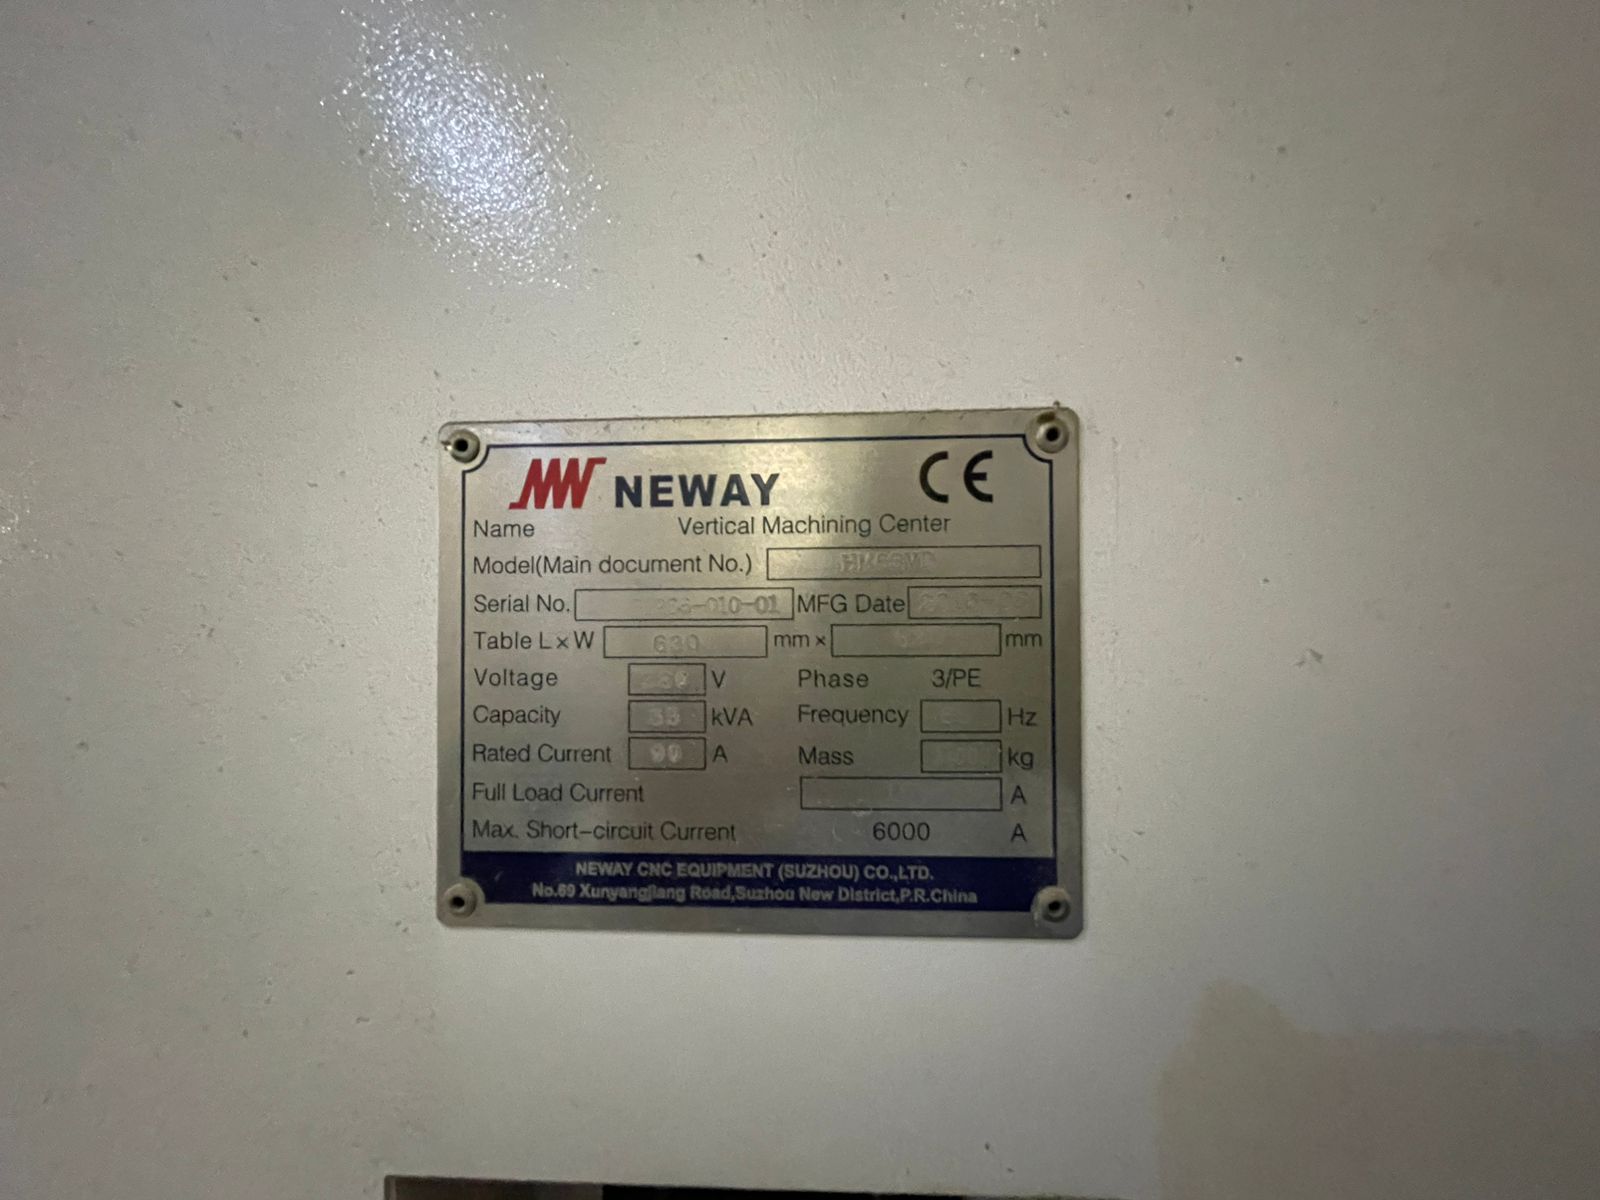 NEWAY CE
Name Vertical Machining Center
Model(Main document No.)
Serial No. MFG Date
Table L×W 630 mm × mm
Voltage V Phase 3/PE
Capacity kVA Frequency Hz
Rated Current 90 A Mass kg
Full Load Current A
Max. Short-circuit Current 6000 A
NEWAY CNC EQUIPMENT (SUZHOU) CO.,LTD.
No.69 Xunyangjiang Road,Suzhou New District,P.R.China